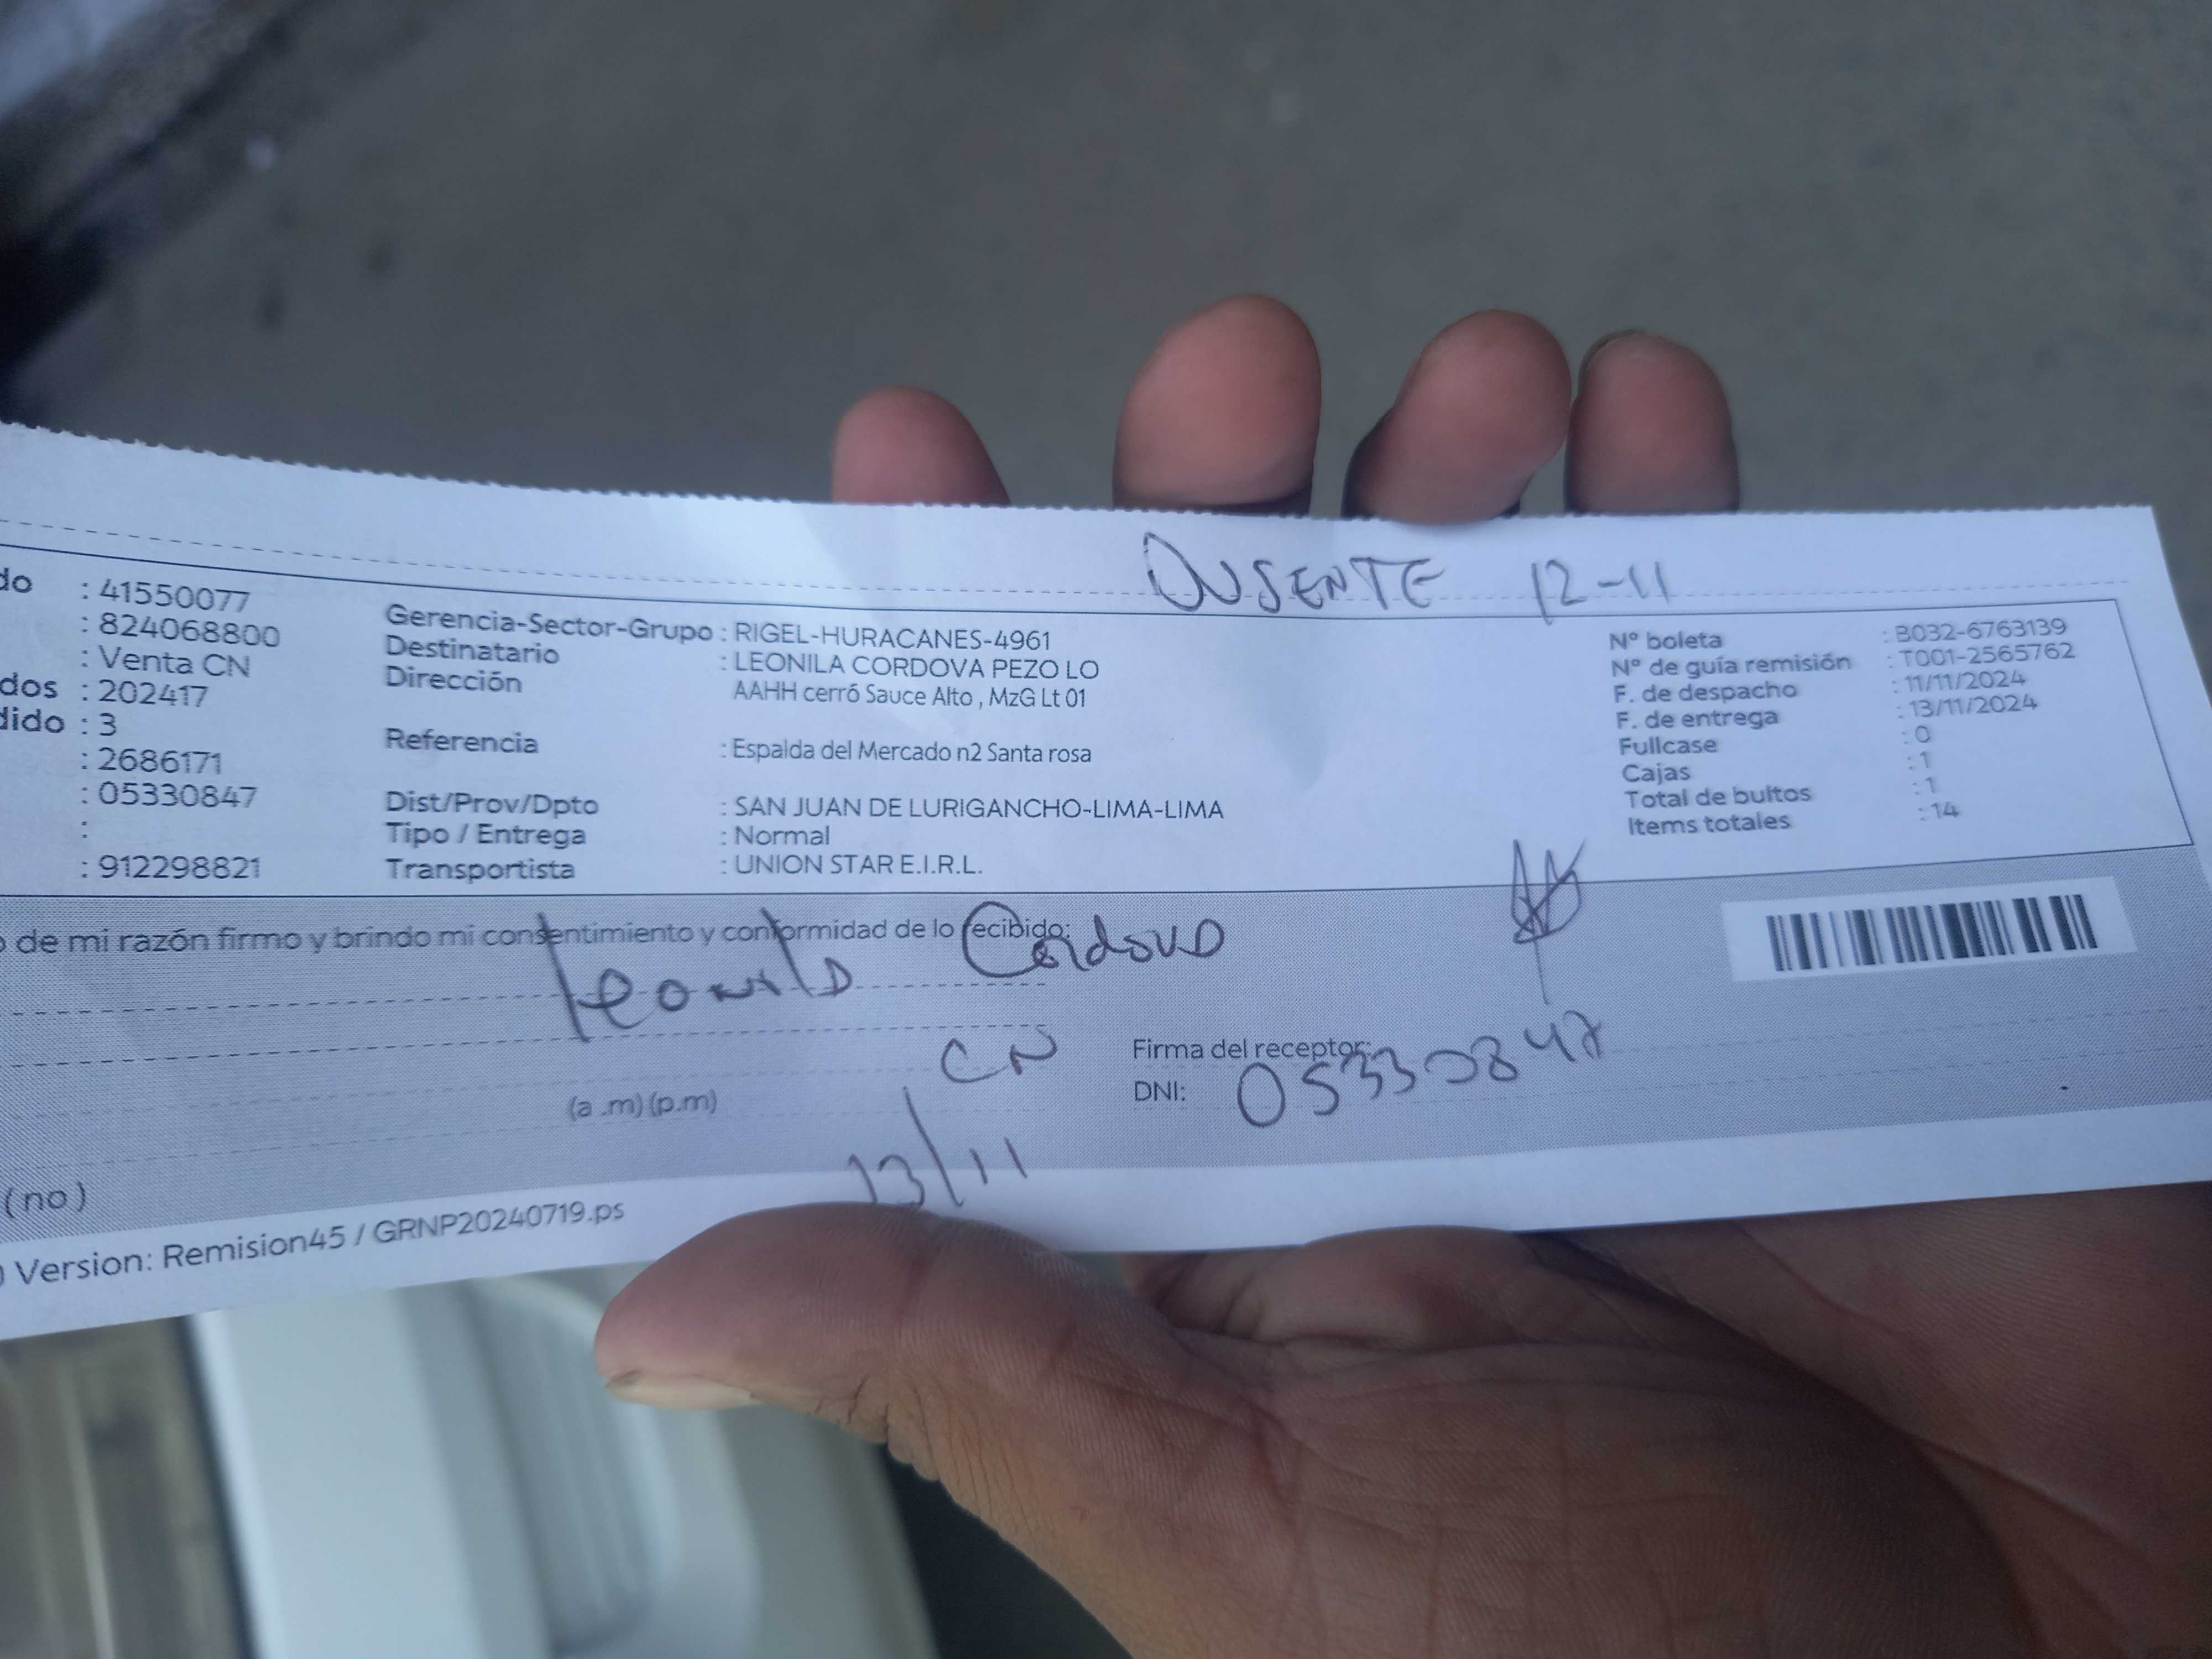 AUSENTE 12-11
do : 41550077
: 824068800
: Venta CN
dos : 202417
dido : 3
: 2686171
: 05330847
:
: 912298821
Gerencia-Sector-Grupo : RIGEL-HURACANES-4961
Destinatario : LEONILA CORDOVA PEZO LO
Dirección AAHH cerró Sauce Alto , MzG Lt 01
Referencia : Espalda del Mercado n2 Santa rosa
Dist/Prov/Dpto : SAN JUAN DE LURIGANCHO-LIMA-LIMA
Tipo / Entrega : Normal
Transportista : UNION STAR E.I.R.L.
Nº boleta : B032-6763139
Nº de guía remisión : T001-2565762
F. de despacho : 11/11/2024
F. de entrega : 13/11/2024
Fullcase : 0
Cajas : 1
Total de bultos : 1
Items totales : 14
o de mi razón firmo y brindo mi consentimiento y conformidad de lo recibido:
Leonila Cordova
CN
Firma del receptor:
DNI: 05330847
(a .m) (p.m)
13/11
(no)
) Version: Remision45 / GRNP20240719.ps